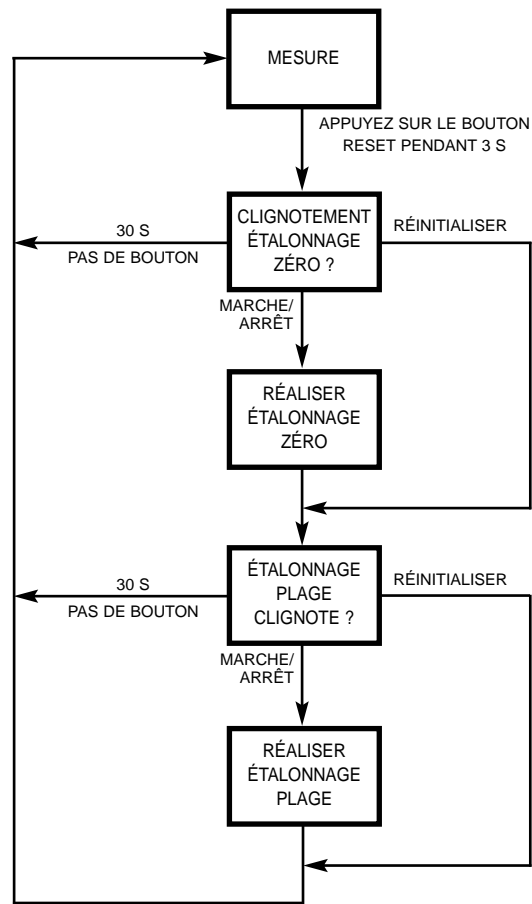 MESURE
APPUYEZ SUR LE BOUTON
RESET PENDANT 3 S
CLIGNOTEMENT
ÉTALONNAGE
ZÉRO ?
30 S
PAS DE BOUTON
RÉINITIALISER
MARCHE/
ARRÊT
RÉALISER
ÉTALONNAGE
ZÉRO
ÉTALONNAGE
PLAGE
CLIGNOTE ?
30 S
PAS DE BOUTON
RÉINITIALISER
MARCHE/
ARRÊT
RÉALISER
ÉTALONNAGE
PLAGE